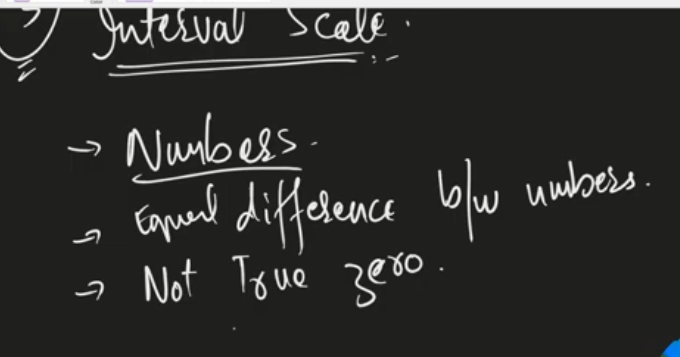 Interval Scale.
→ Numbers.
→ Equal difference b/w numbers.
→ Not True zero.